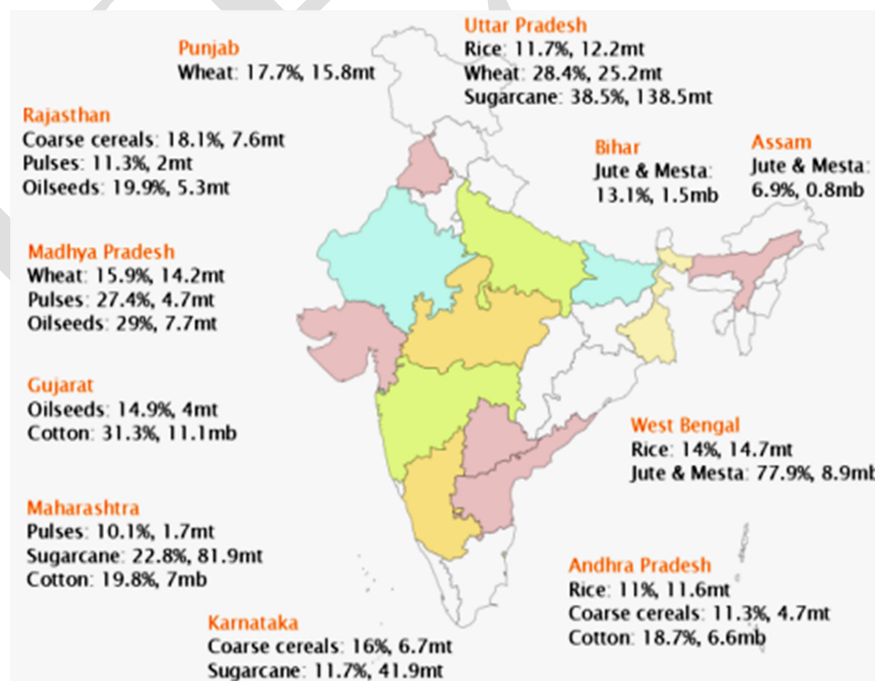 Punjab
Wheat: 17.7%, 15.8mt
Uttar Pradesh
Rice: 11.7%, 12.2mt
Wheat: 28.4%, 25.2mt
Sugarcane: 38.5%, 138.5mt
Rajasthan
Coarse cereals: 18.1%, 7.6mt
Pulses: 11.3%, 2mt
Oilseeds: 19.9%, 5.3mt
Bihar
Jute & Mesta:
13.1%, 1.5mb
Assam
Jute & Mesta:
6.9%, 0.8mb
Madhya Pradesh
Wheat: 15.9%, 14.2mt
Pulses: 27.4%, 4.7mt
Oilseeds: 29%, 7.7mt
Gujarat
Oilseeds: 14.9%, 4mt
Cotton: 31.3%, 11.1mb
West Bengal
Rice: 14%, 14.7mt
Jute & Mesta: 77.9%, 8.9mb
Maharashtra
Pulses: 10.1%, 1.7mt
Sugarcane: 22.8%, 81.9mt
Cotton: 19.8%, 7mb
Andhra Pradesh
Rice: 11%, 11.6mt
Coarse cereals: 11.3%, 4.7mt
Cotton: 18.7%, 6.6mb
Karnataka
Coarse cereals: 16%, 6.7mt
Sugarcane: 11.7%, 41.9mt